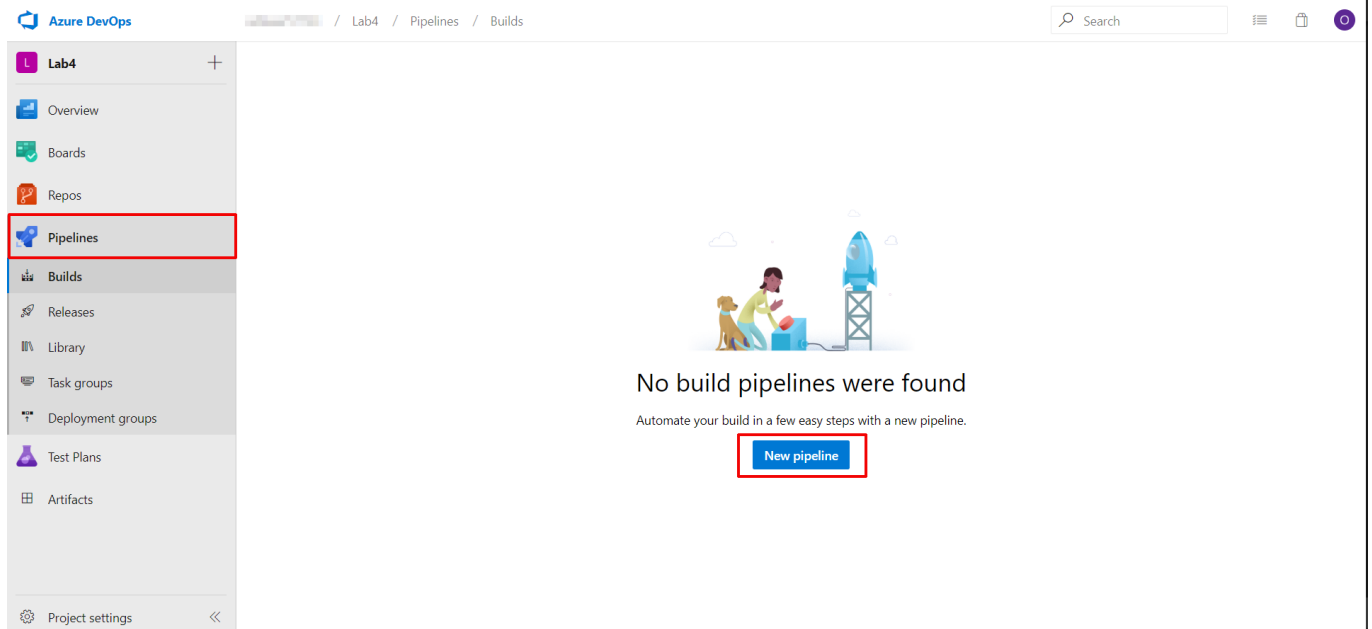 Azure DevOps
/ Lab4 / Pipelines / Builds
Search
O
L Lab4
Overview
Boards
Repos
Pipelines
Builds
Releases
Library
Task groups
Deployment groups
Test Plans
Artifacts
Project settings
No build pipelines were found
Automate your build in a few easy steps with a new pipeline.
New pipeline